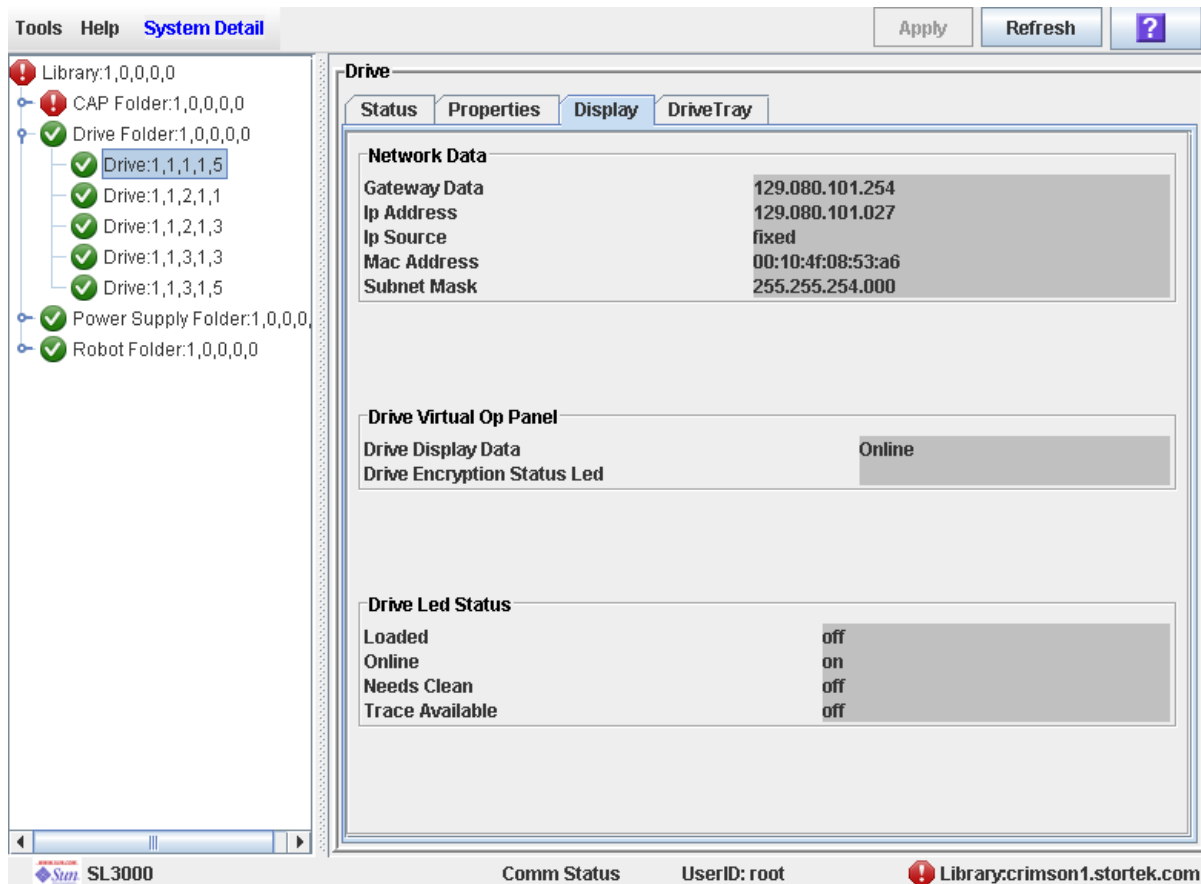 Tools Help System Detail Apply Refresh ?
Library:1,0,0,0,0
CAP Folder:1,0,0,0,0
Drive Folder:1,0,0,0,0
Drive:1,1,1,1,5
Drive:1,1,2,1,1
Drive:1,1,2,1,3
Drive:1,1,3,1,3
Drive:1,1,3,1,5
Power Supply Folder:1,0,0,0,
Robot Folder:1,0,0,0,0
Drive
Status Properties Display DriveTray
Network Data
Gateway Data 129.080.101.254
Ip Address 129.080.101.027
Ip Source fixed
Mac Address 00:10:4f:08:53:a6
Subnet Mask 255.255.254.000
Drive Virtual Op Panel
Drive Display Data Online
Drive Encryption Status Led
Drive Led Status
Loaded off
Online on
Needs Clean off
Trace Available off
Sun SL3000 Comm Status UserID: root Library:crimson1.stortek.com